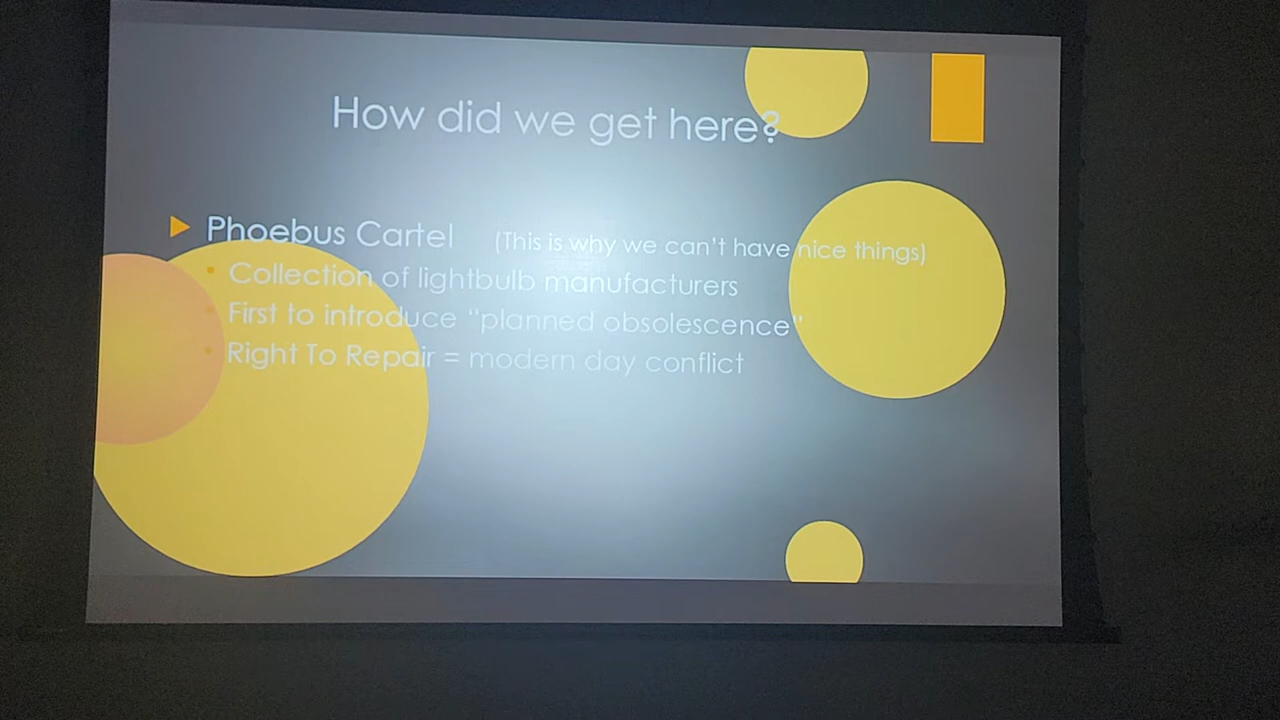 How did we get here?
Phoebus Cartel (This is why we can't have nice things)
Collection of lightbulb manufacturers
First to introduce "planned obsolescence"
Right To Repair = modern day conflict